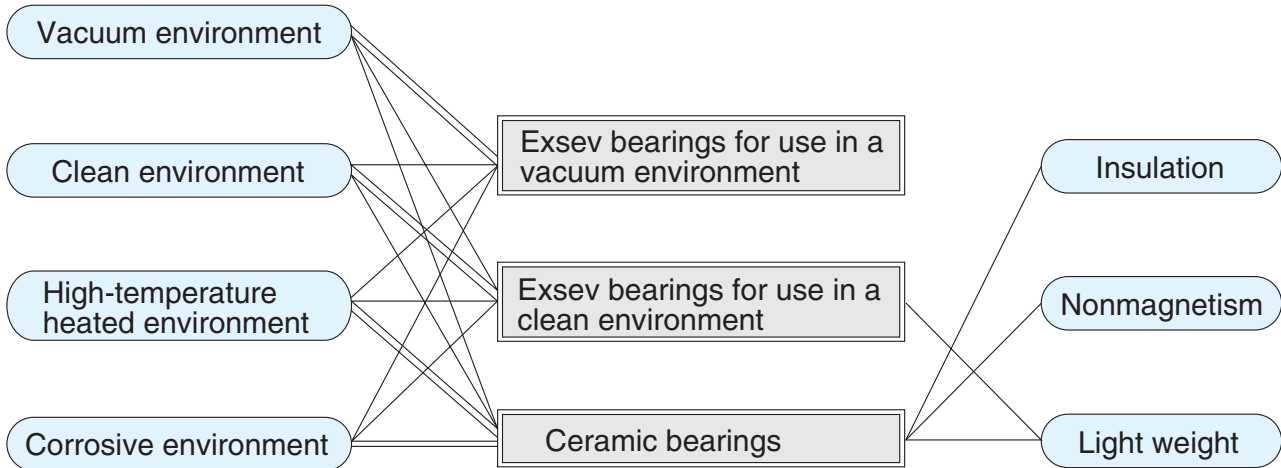 Vacuum environment
Clean environment
High-temperature
heated environment
Corrosive environment
Exsev bearings for use in a
vacuum environment
Exsev bearings for use in a
clean environment
Ceramic bearings
Insulation
Nonmagnetism
Light weight